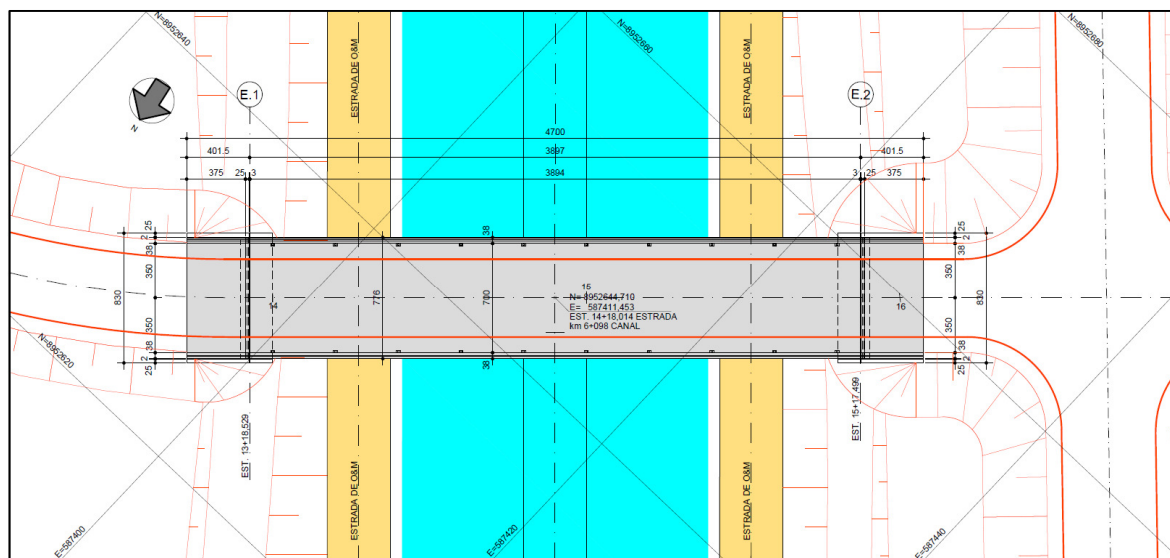 N=8952640
N=8952660
N=8952680
ESTRADA DE O&M
ESTRADA DE O&M
E.1
E.2
N
4700
401.5
3897
401.5
375
25
3
3894
3
25
375
25
2
38
350
830
350
38
2
25
38
776
700
38
14
15
16
N= 8952644,710
E= 587411,453
EST. 14+18,014 ESTRADA
km 6+098 CANAL
25
2
38
350
830
350
38
2
25
N=8952620
EST. 13+18,529
EST. 15+17,499
ESTRADA DE O&M
ESTRADA DE O&M
E=587400
E=587420
E=587440